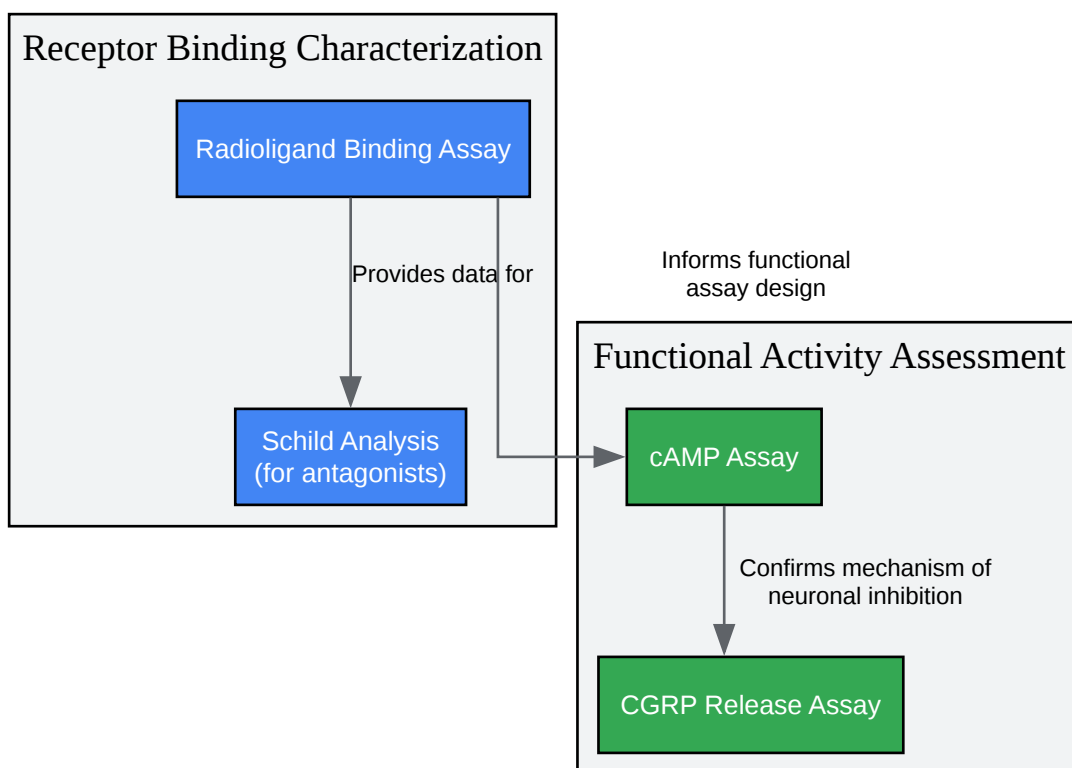 Receptor Binding Characterization
Radioligand Binding Assay
Provides data for
Informs functional
assay design
Functional Activity Assessment
Schild Analysis
(for antagonists)
cAMP Assay
Confirms mechanism of
neuronal inhibition
CGRP Release Assay